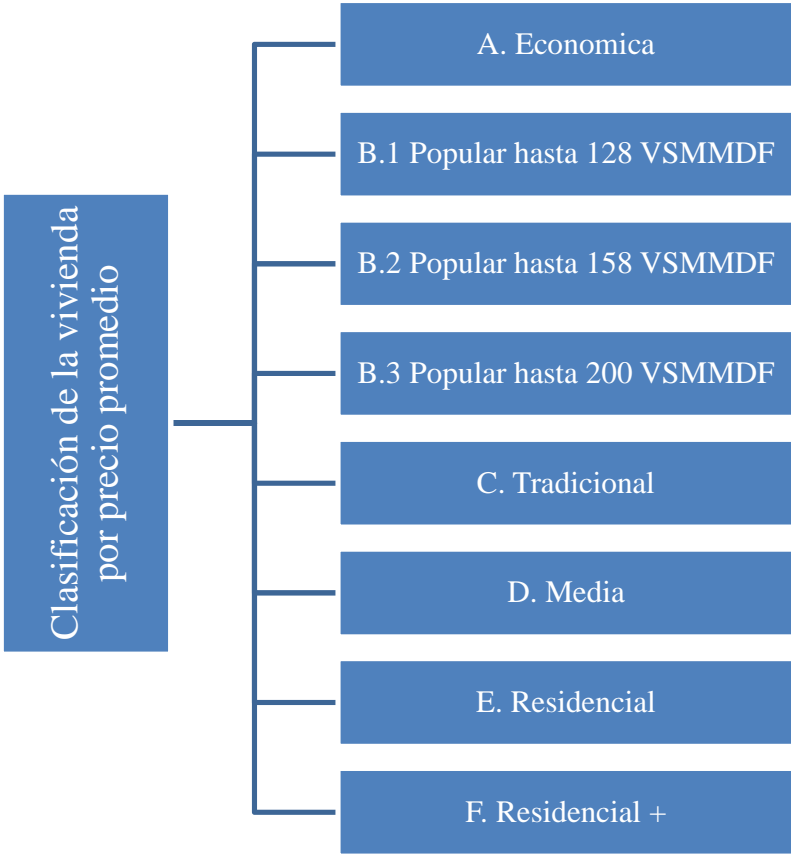 Clasificación de la vivienda
por precio promedio
A. Economica
B.1 Popular hasta 128 VSMMDF
B.2 Popular hasta 158 VSMMDF
B.3 Popular hasta 200 VSMMDF
C. Tradicional
D. Media
E. Residencial
F. Residencial +